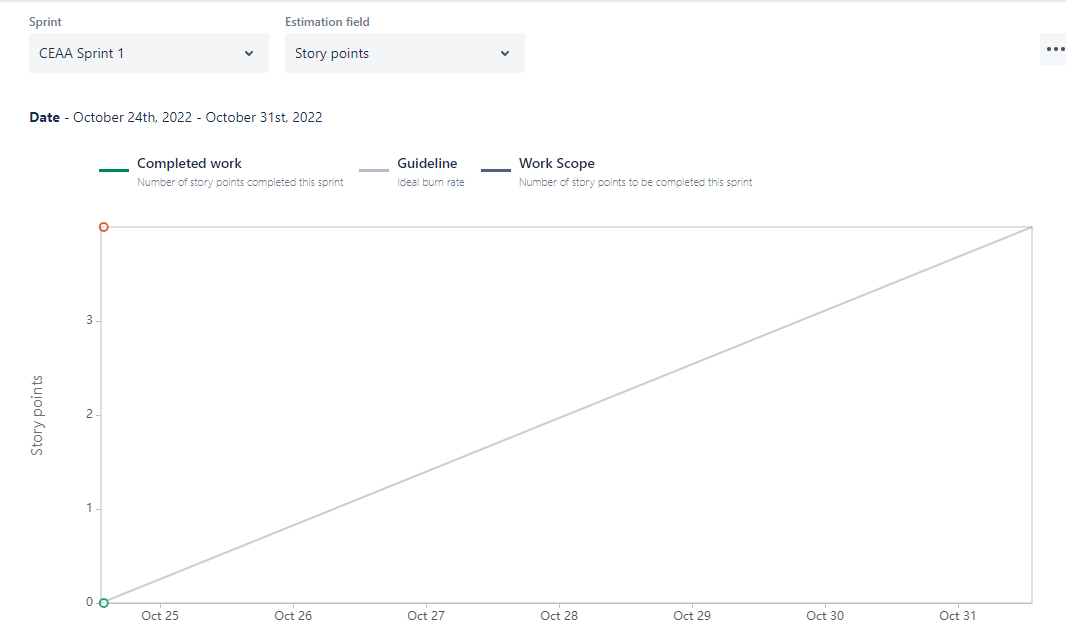 Sprint Estimation field
CEAA Sprint 1 Story points
Date - October 24th, 2022 - October 31st, 2022
Completed work Guideline Work Scope
Number of story points completed this sprint Ideal burn rate Number of story points to be completed this sprint
3
2
1
0
Story points
Oct 25 Oct 26 Oct 27 Oct 28 Oct 29 Oct 30 Oct 31